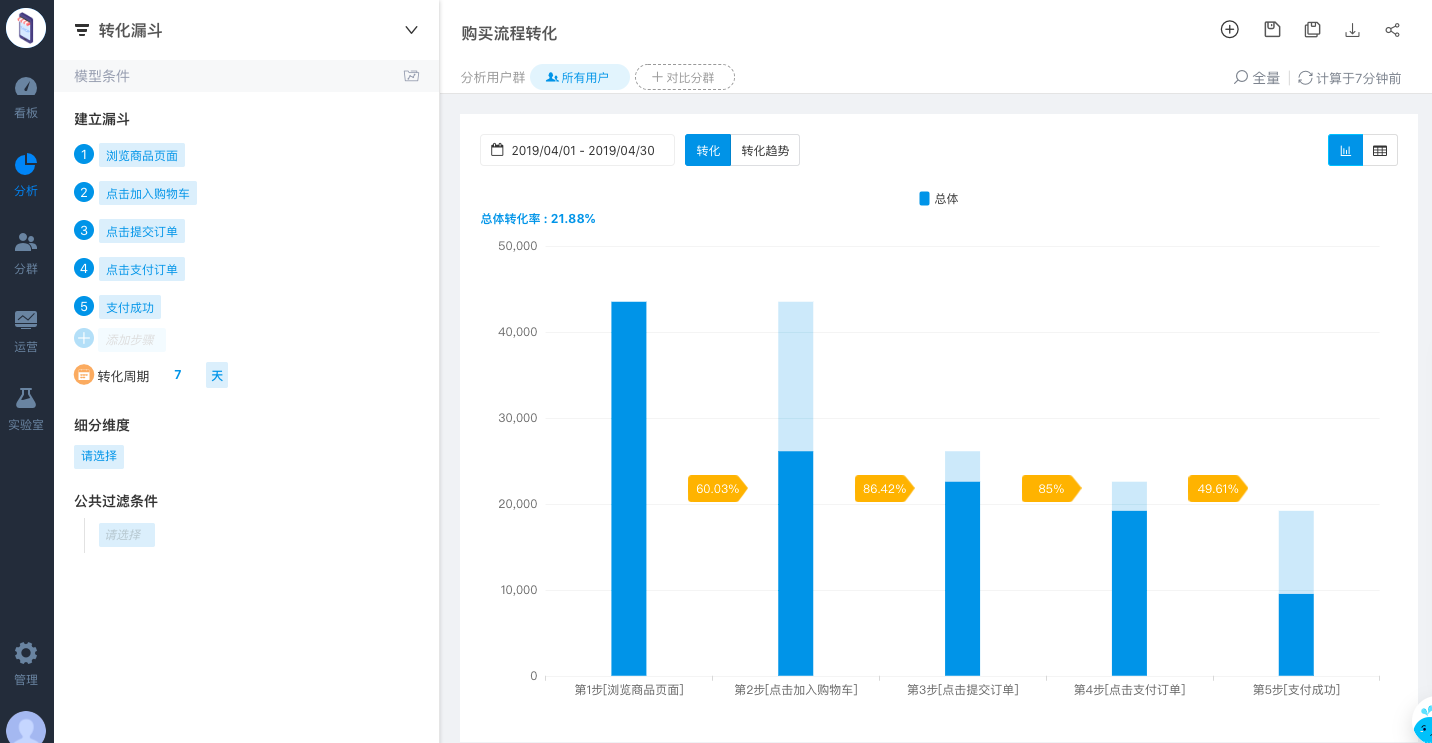 看板
分析
分群
运营
实验室
管理
转化漏斗
模型条件
建立漏斗
1 浏览商品页面
2 点击加入购物车
3 点击提交订单
4 点击支付订单
5 支付成功
添加步骤
转化周期 7 天
细分维度
请选择
公共过滤条件
请选择
购买流程转化
分析用户群 所有用户 对比分群 全量 计算于7分钟前
2019/04/01 - 2019/04/30 转化 转化趋势
总体
总体转化率 : 21.88%
50,000
40,000
30,000
20,000
10,000
0
60.03% 86.42% 85% 49.61%
第1步[浏览商品页面] 第2步[点击加入购物车] 第3步[点击提交订单] 第4步[点击支付订单] 第5步[支付成功]